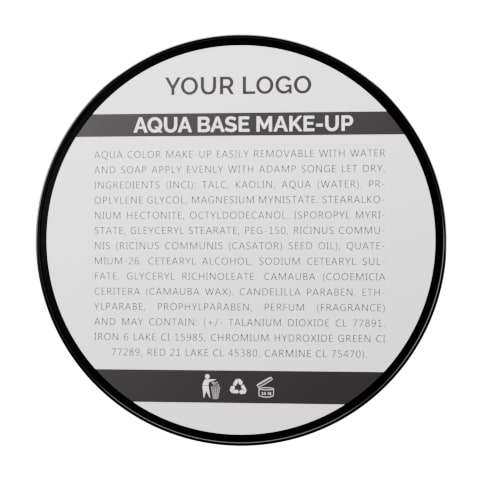 YOUR LOGO
AQUA BASE MAKE-UP
AQUA COLOR MAKE-UP EASILY REMOVABLE WITH WATER
AND SOAP APPLY EVENLY WITH ADAMP SONGE LET DRY.
INGREDIENTS (INCI): TALC, KAOLIN, AQUA (WATER). PR-
OPLYLENE GLYCOL, MAGNESIUM MYNISTATE, STEARALKO-
NIUM HECTONITE, OCTYLDODECANOL. ISPOROPYL MYRI-
STATE, GLEYCERYL STEARATE, PEG-150, RICINUS COMMU-
NIS (RICINUS COMMUNIS (CASATOR) SEED OIL), QUATE-
MIUM-26. CETEARYL ALCOHOL, SODIUM CETEARYL SUL-
FATE. GLYCERYL RICHINOLEATE. CAMAUBA (COOEMICIA
CERITERA (CAMAUBA WAX). CANDELILLA PARABEN, ETH-
YLPARABE, PROPHYLPARABEN, PERFUM (FRAGRANCE)
AND MAY CONTAIN: (+/- TALANIUM DIOXIDE CL 77891.
IRON 6 LAKE CI 15985, CHROMIUM HYDROXIDE GREEN CI
77289, RED 21 LAKE CL 45380. CARMINE CL 75470).